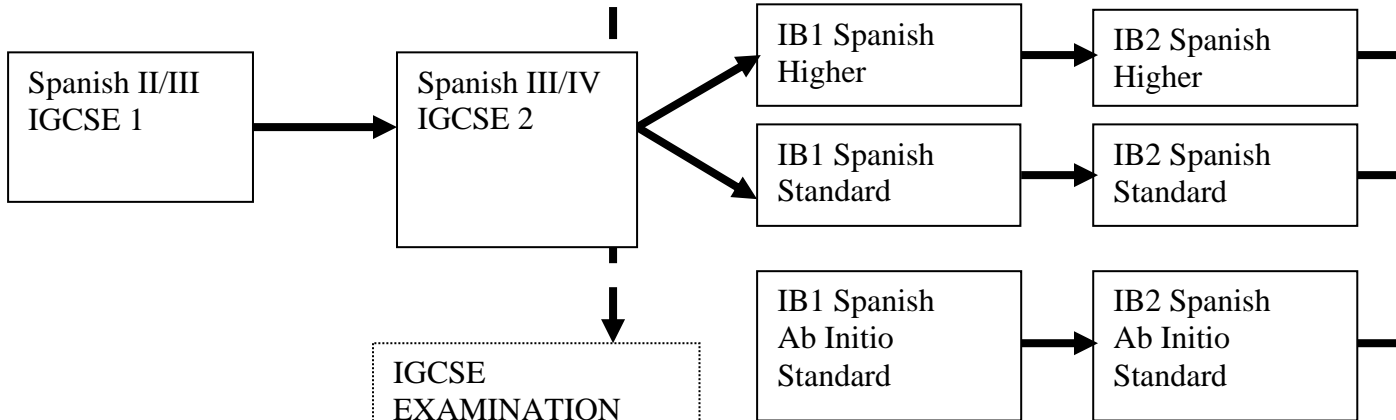 Spanish II/III
IGCSE 1
Spanish III/IV
IGCSE 2
IB1 Spanish
Higher
IB2 Spanish
Higher
IB1 Spanish
Standard
IB2 Spanish
Standard
IB1 Spanish
Ab Initio
Standard
IB2 Spanish
Ab Initio
Standard
IGCSE
EXAMINATION